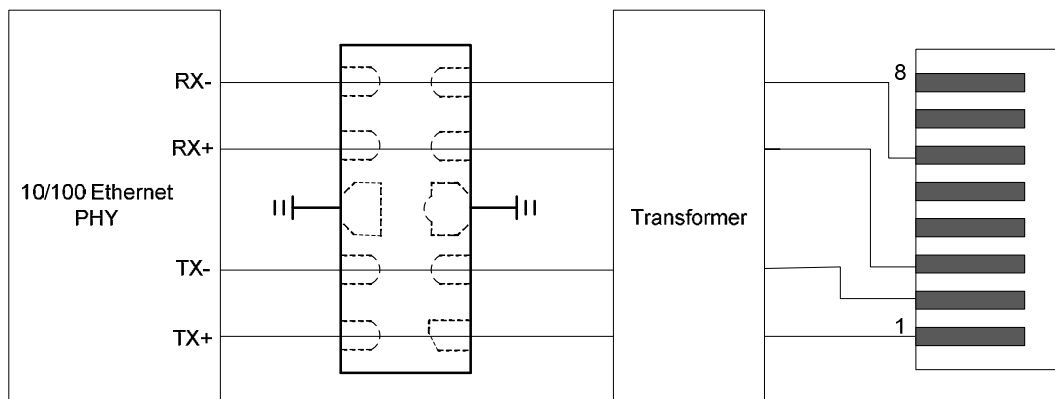 RX-
RX+
10/100 Ethernet
PHY
TX-
TX+
Transformer
8
1